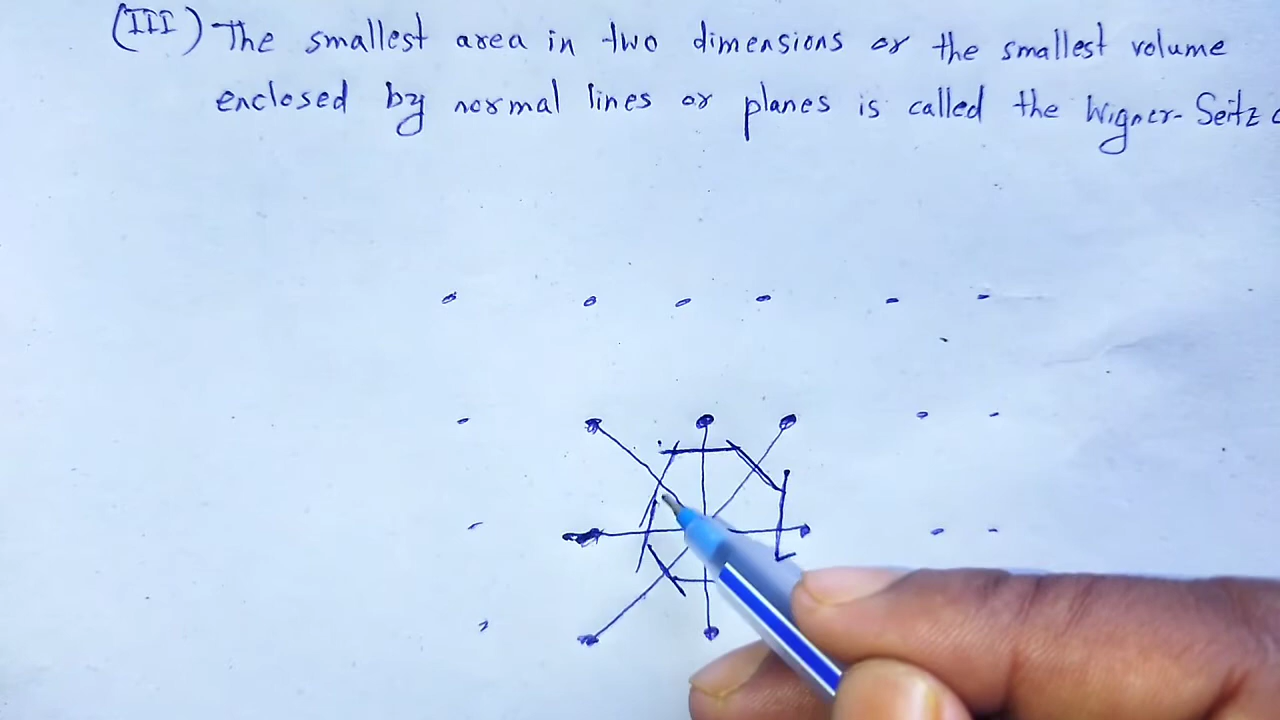 (III) The smallest area in two dimensions or the smallest volume
enclosed by normal lines or planes is called the Wigner-Seitz